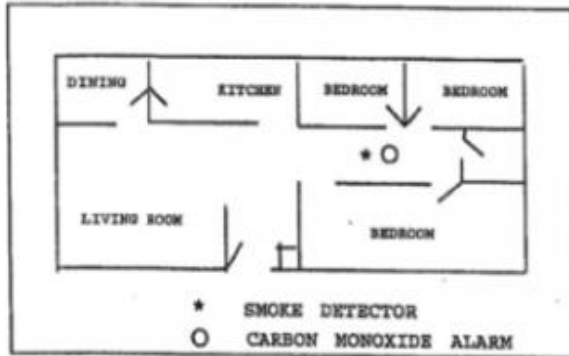 DINING
KITCHEN
BEDROOM
BEDROOM
LIVING ROOM
BEDROOM
* SMOKE DETECTOR
O CARBON MONOXIDE ALARM